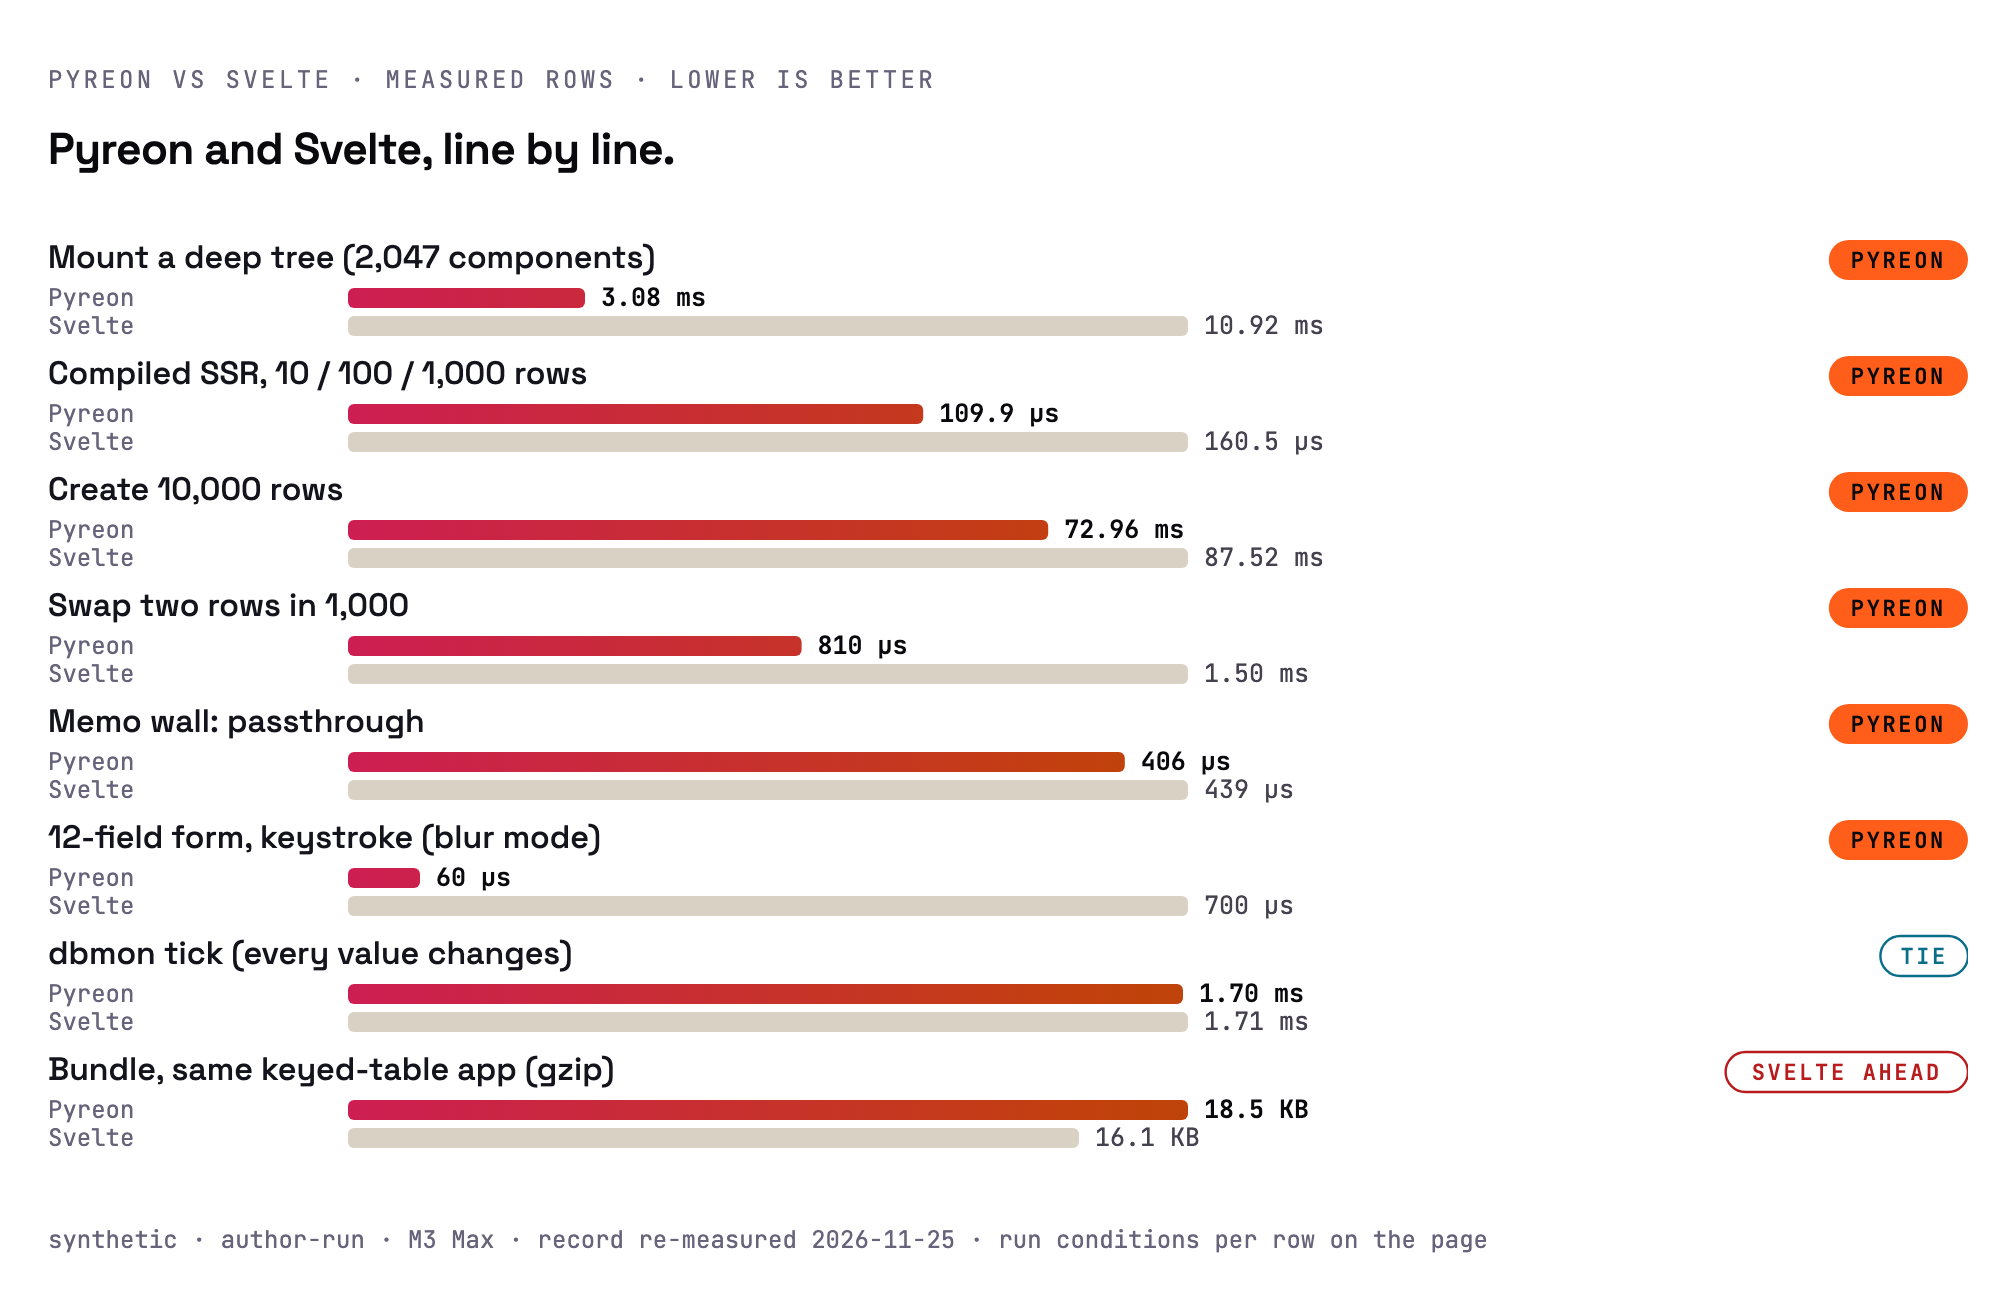 PYREON VS SVELTE · MEASURED ROWS · LOWER IS BETTER
Pyreon and Svelte, line by line.
Mount a deep tree (2,047 components) PYREON
Pyreon 3.08 ms
Svelte 10.92 ms
Compiled SSR, 10 / 100 / 1,000 rows PYREON
Pyreon 109.9 µs
Svelte 160.5 µs
Create 10,000 rows PYREON
Pyreon 72.96 ms
Svelte 87.52 ms
Swap two rows in 1,000 PYREON
Pyreon 810 µs
Svelte 1.50 ms
Memo wall: passthrough PYREON
Pyreon 406 µs
Svelte 439 µs
12-field form, keystroke (blur mode) PYREON
Pyreon 60 µs
Svelte 700 µs
dbmon tick (every value changes) TIE
Pyreon 1.70 ms
Svelte 1.71 ms
Bundle, same keyed-table app (gzip) SVELTE AHEAD
Pyreon 18.5 KB
Svelte 16.1 KB
synthetic · author-run · M3 Max · record re-measured 2026-11-25 · run conditions per row on the page